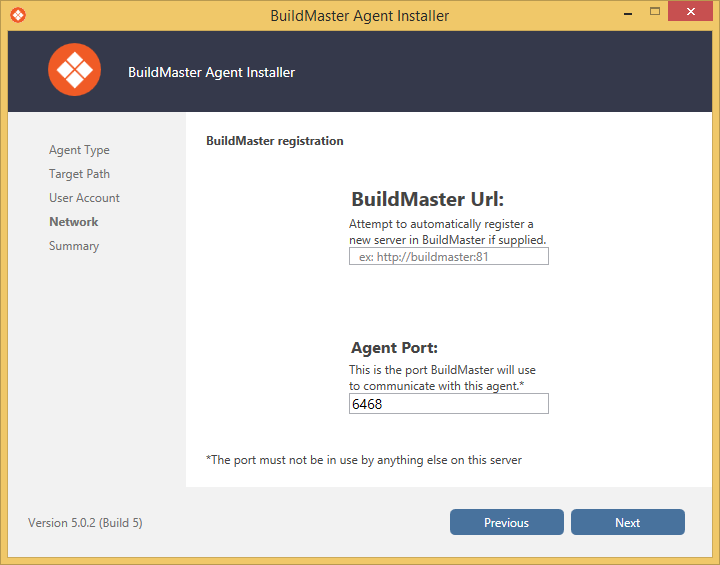 BuildMaster Agent Installer
BuildMaster Agent Installer
Agent Type
Target Path
User Account
Network
Summary
BuildMaster registration
BuildMaster Url:
Attempt to automatically register a
new server in BuildMaster if supplied.
ex: http://buildmaster:81
Agent Port:
This is the port BuildMaster will use
to communicate with this agent.*
6468
*The port must not be in use by anything else on this server
Version 5.0.2 (Build 5)
Previous
Next